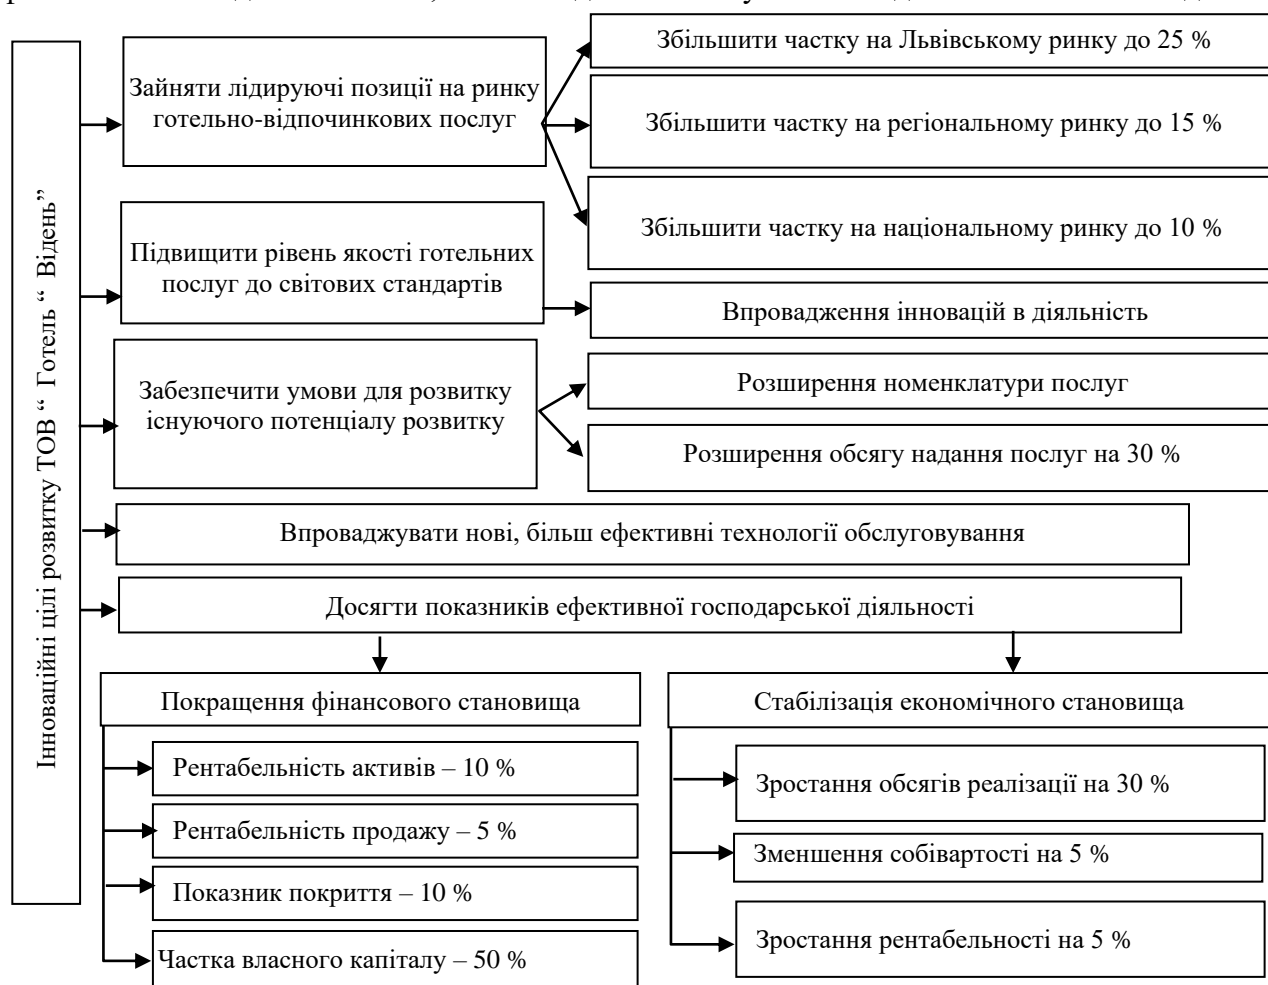 Інноваційні цілі розвитку ТОВ “ Готель “ Відень”
Зайняти лідируючі позиції на ринку
готельно-відпочинкових послуг
Збільшити частку на Львівському ринку до 25 %
Збільшити частку на регіональному ринку до 15 %
Збільшити частку на національному ринку до 10 %
Підвищити рівень якості готельних
послуг до світових стандартів
Впровадження інновацій в діяльність
Забезпечити умови для розвитку
існуючого потенціалу розвитку
Розширення номенклатури послуг
Розширення обсягу надання послуг на 30 %
Впроваджувати нові, більш ефективні технології обслуговування
Досягти показників ефективної господарської діяльності
Покращення фінансового становища
Рентабельність активів – 10 %
Рентабельність продажу – 5 %
Показник покриття – 10 %
Частка власного капіталу – 50 %
Стабілізація економічного становища
Зростання обсягів реалізації на 30 %
Зменшення собівартості на 5 %
Зростання рентабельності на 5 %